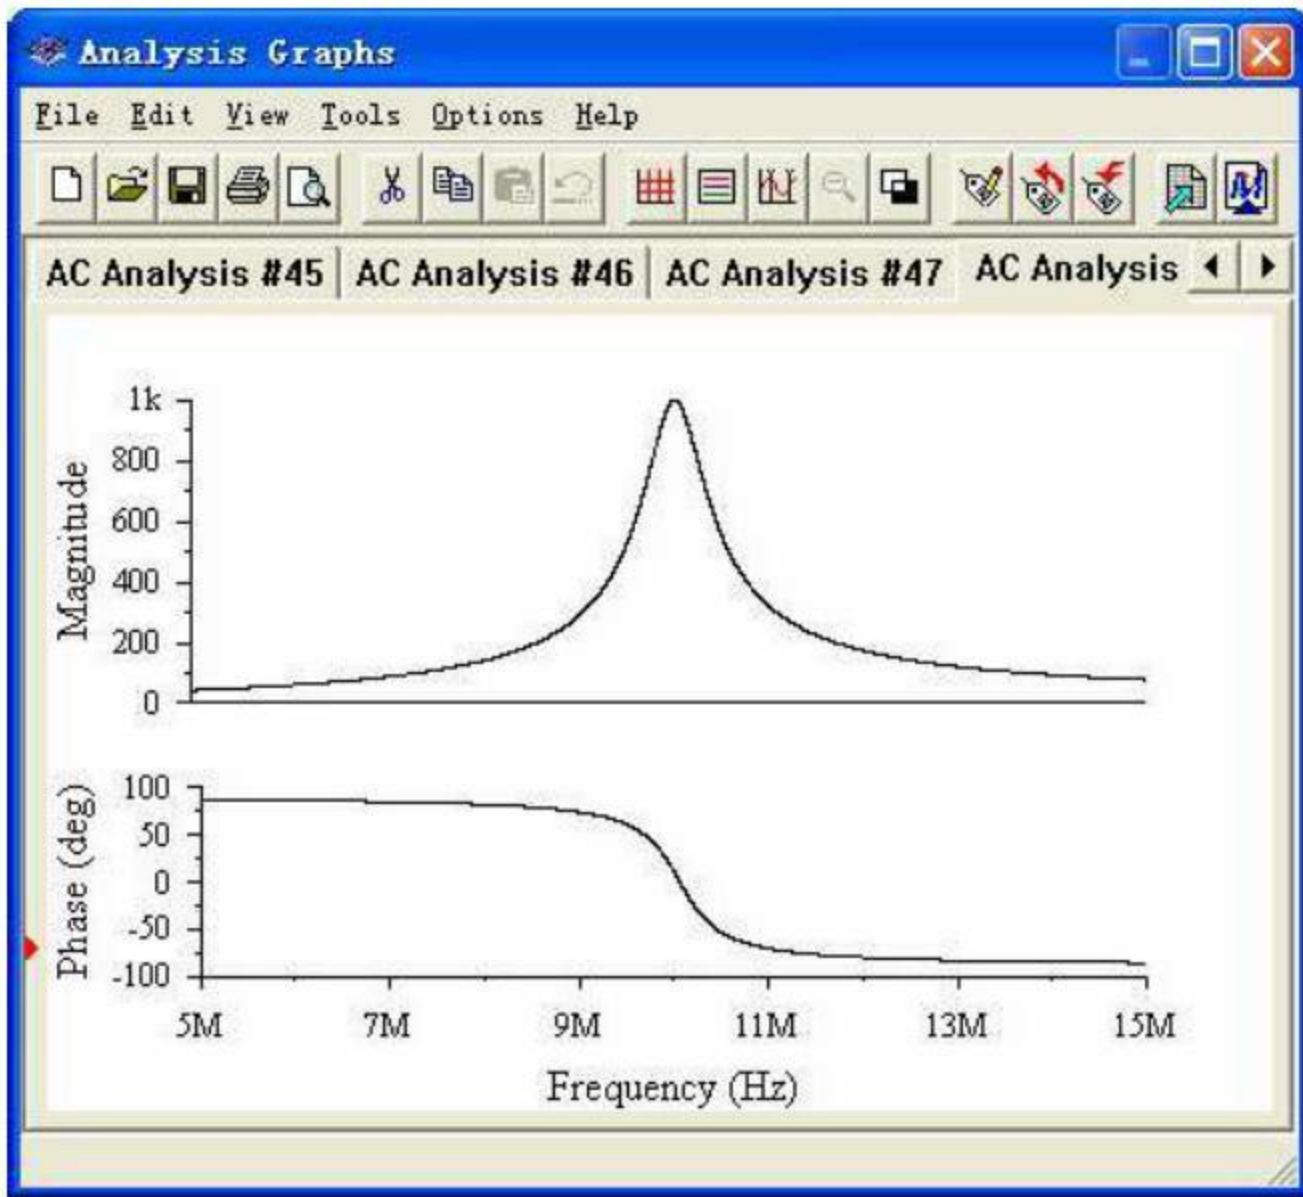 Analysis Graphs
File Edit View Tools Options Help
AC Analysis #45 AC Analysis #46 AC Analysis #47 AC Analysis
1k
800
600
400
200
0
Magnitude
100
50
0
-50
-100
Phase (deg)
5M 7M 9M 11M 13M 15M
Frequency (Hz)